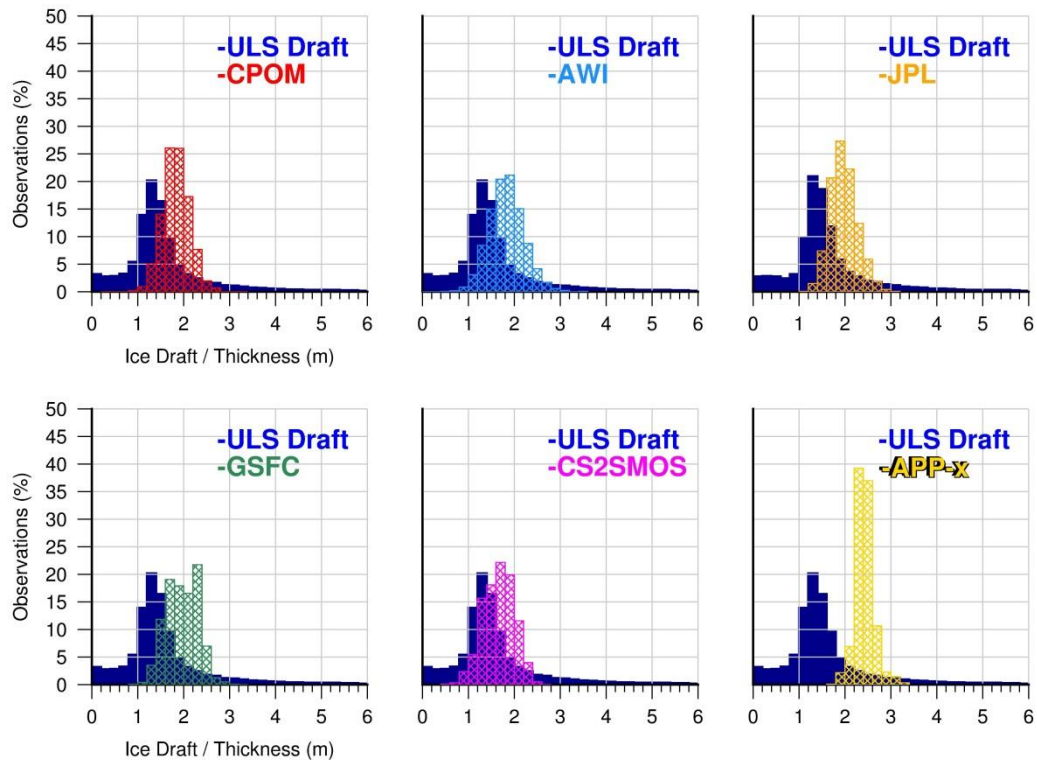 50
45
40
35
30
25
20
15
10
5
0
Observations (%)
-ULS Draft
-CPOM
0 1 2 3 4 5 6
Ice Draft / Thickness (m)
-ULS Draft
-AWI
0 1 2 3 4 5 6
-ULS Draft
-JPL
0 1 2 3 4 5 6
50
45
40
35
30
25
20
15
10
5
0
Observations (%)
-ULS Draft
-GSFC
0 1 2 3 4 5 6
Ice Draft / Thickness (m)
-ULS Draft
-CS2SMOS
0 1 2 3 4 5 6
-ULS Draft
-APP-x
0 1 2 3 4 5 6